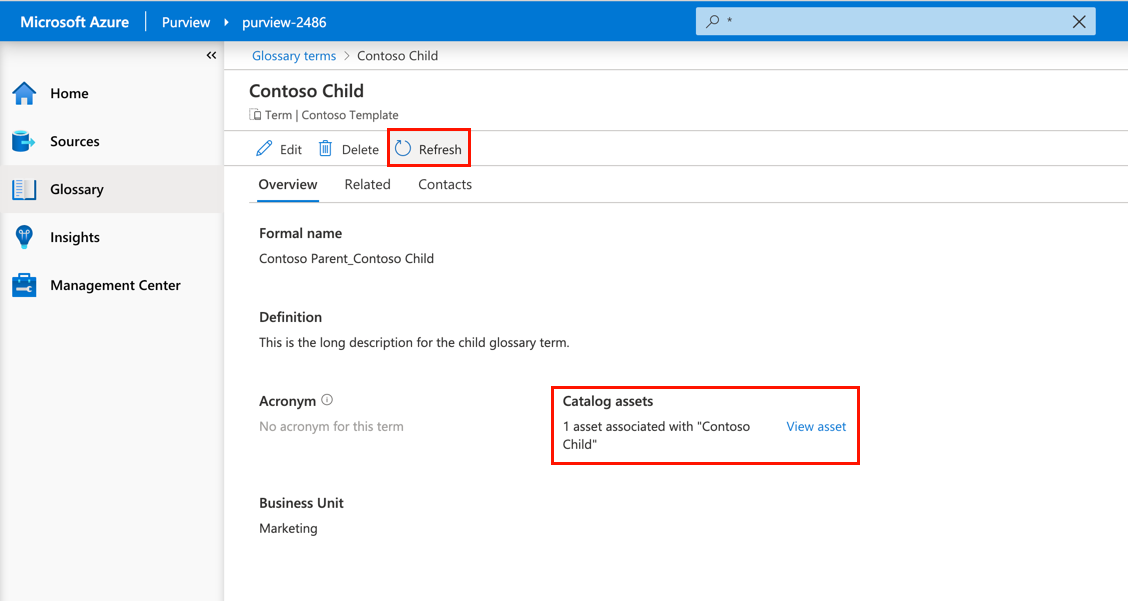 Microsoft Azure Purview purview-2486 *
Glossary terms Contoso Child
Home
Sources
Glossary
Insights
Management Center
Contoso Child
Term | Contoso Template
Edit Delete Refresh
Overview Related Contacts
Formal name
Contoso Parent_Contoso Child
Definition
This is the long description for the child glossary term.
Acronym
No acronym for this term
Catalog assets
1 asset associated with "Contoso View asset
Child"
Business Unit
Marketing